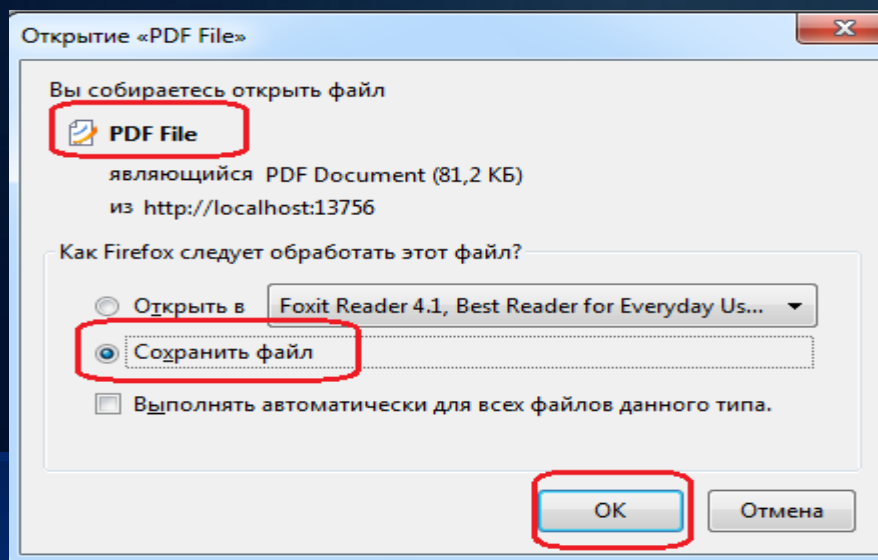 Открытие «PDF File»
Вы собираетесь открыть файл
PDF File
являющийся PDF Document (81,2 КБ)
из http://localhost:13756
Как Firefox следует обработать этот файл?
Открыть в Foxit Reader 4.1, Best Reader for Everyday Us...
Сохранить файл
Выполнять автоматически для всех файлов данного типа.
OK Отмена